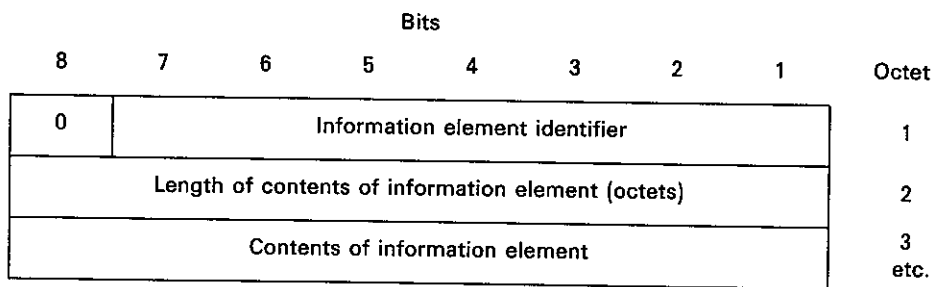 Bits
8 7 6 5 4 3 2 1 Octet
0 Information element identifier 1
Length of contents of information element (octets) 2
Contents of information element 3
etc.